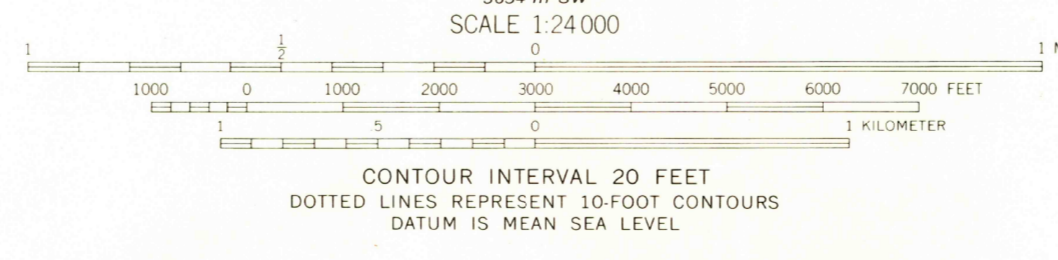 SCALE 1:24 000
1 1/2 0 1
1000 0 1000 2000 3000 4000 5000 6000 7000 FEET
1 .5 0 1 KILOMETER
CONTOUR INTERVAL 20 FEET
DOTTED LINES REPRESENT 10-FOOT CONTOURS
DATUM IS MEAN SEA LEVEL